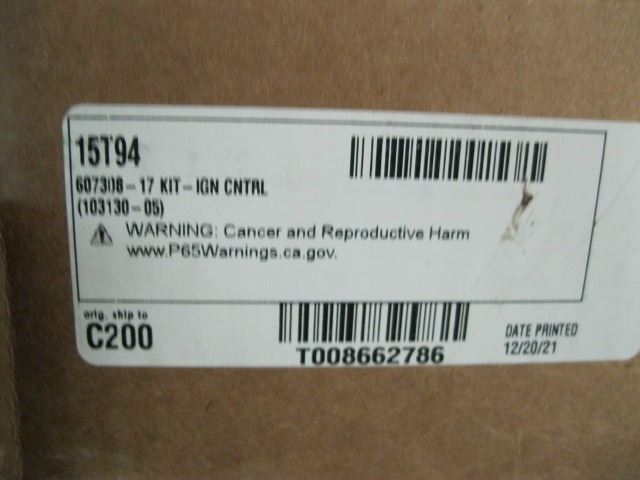 15T94
607308-17 KIT-IGN CNTRL
(103130-05)
WARNING: Cancer and Reproductive Harm
www.P65Warnings.ca.gov.
orig. ship to
C200
T008662786
DATE PRINTED
12/20/21